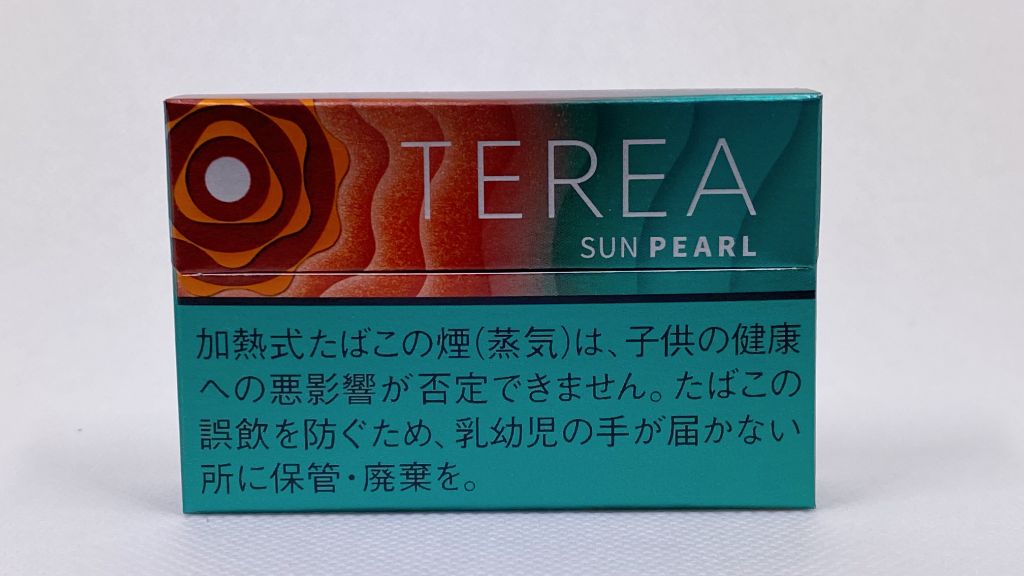 TEREA
SUN PEARL
加熱式たばこの煙(蒸気)は、子供の健康
への悪影響が否定できません。たばこの
誤飲を防ぐため、乳幼児の手が届かない
所に保管・廃棄を。